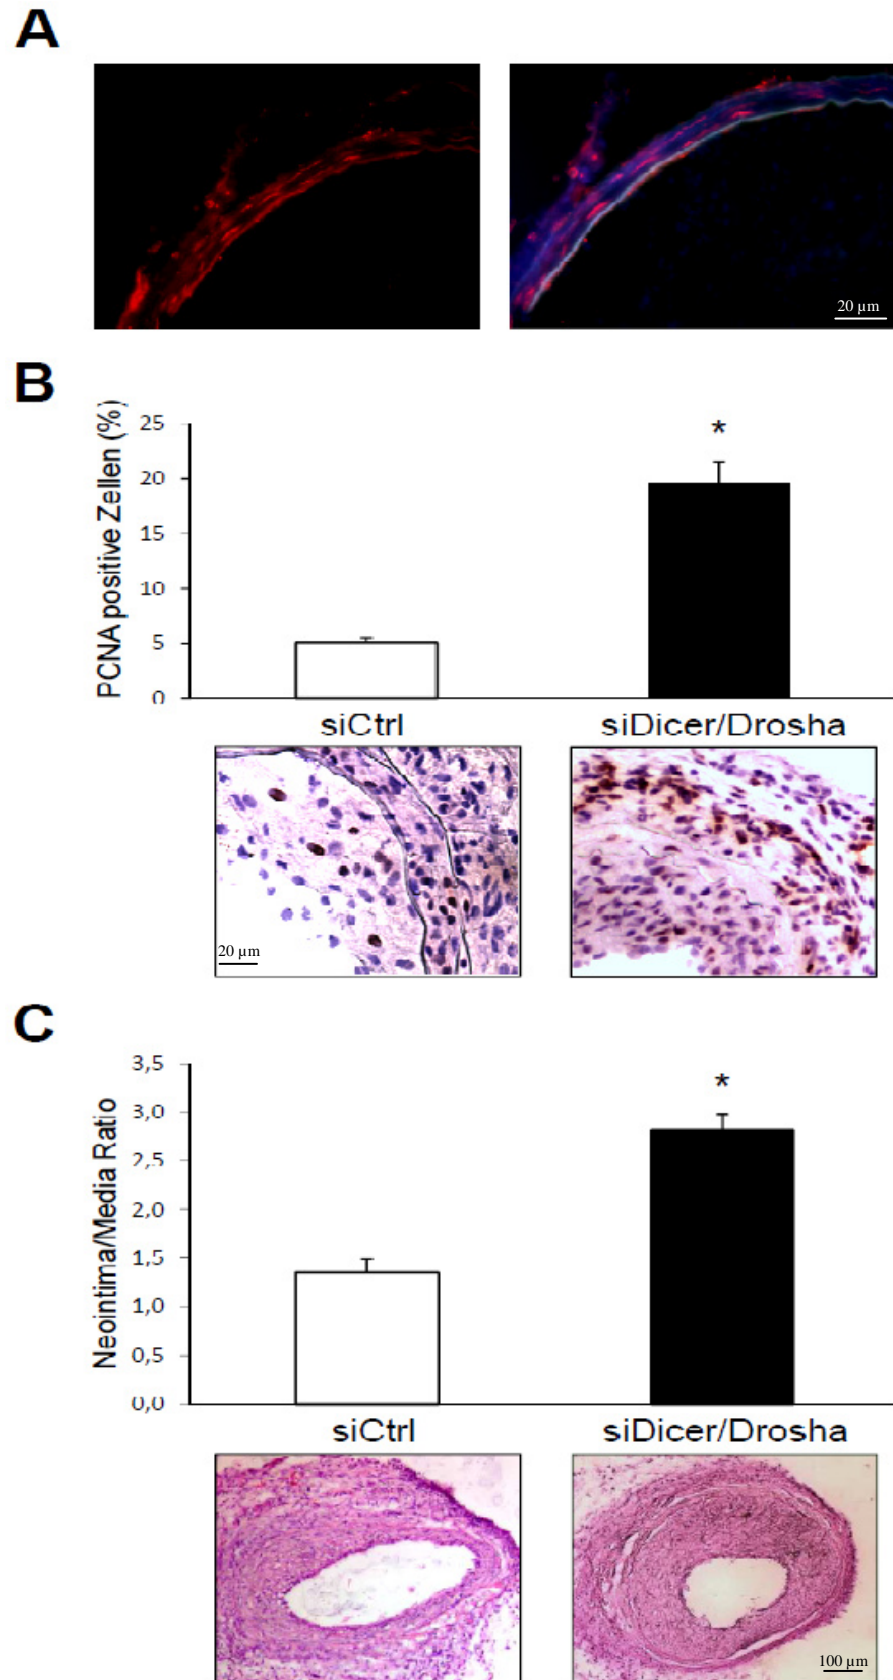 A
20 µm
B
PCNA positive Zellen (%)
25
*
20
15
10
5
0
siCtrl
siDicer/Drosha
20 µm
C
Neointima/Media Ratio
3,5
*
3,0
2,5
2,0
1,5
1,0
0,5
0,0
siCtrl
siDicer/Drosha
100 µm